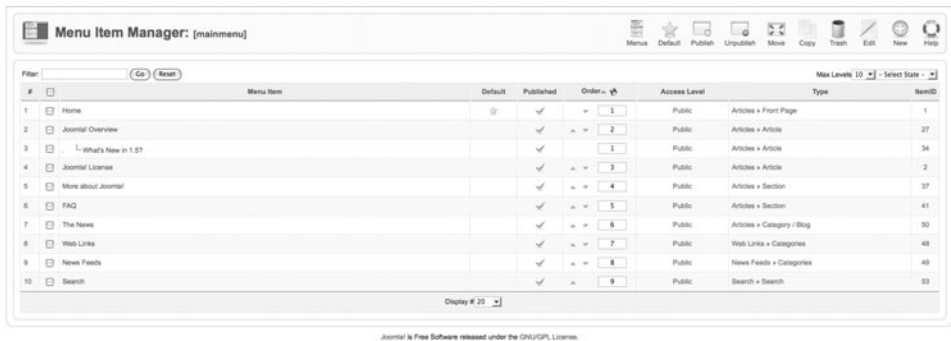 Menu Item Manager: [mainmenu]
Menus Default Publish Unpublish Move Copy Trash Edit New Help
Filter: Go Reset Max Levels 10 - Select State -
# Menu Item Default Published Order Access Level Type ItemID
1 Home 1 Public Articles » Front Page 1
2 Joomla! Overview 2 Public Articles » Article 27
3 . What's New in 1.5? 1 Public Articles » Article 34
4 Joomla! License 3 Public Articles » Article 2
5 More about Joomla! 4 Public Articles » Section 37
6 FAQ 5 Public Articles » Section 41
7 The News 6 Public Articles » Category / Blog 50
8 Web Links 7 Public Web Links » Categories 48
9 News Feeds 8 Public News Feeds » Categories 49
10 Search 9 Public Search » Search 53
Display # 20
Joomla! is Free Software released under the GNU/GPL License.